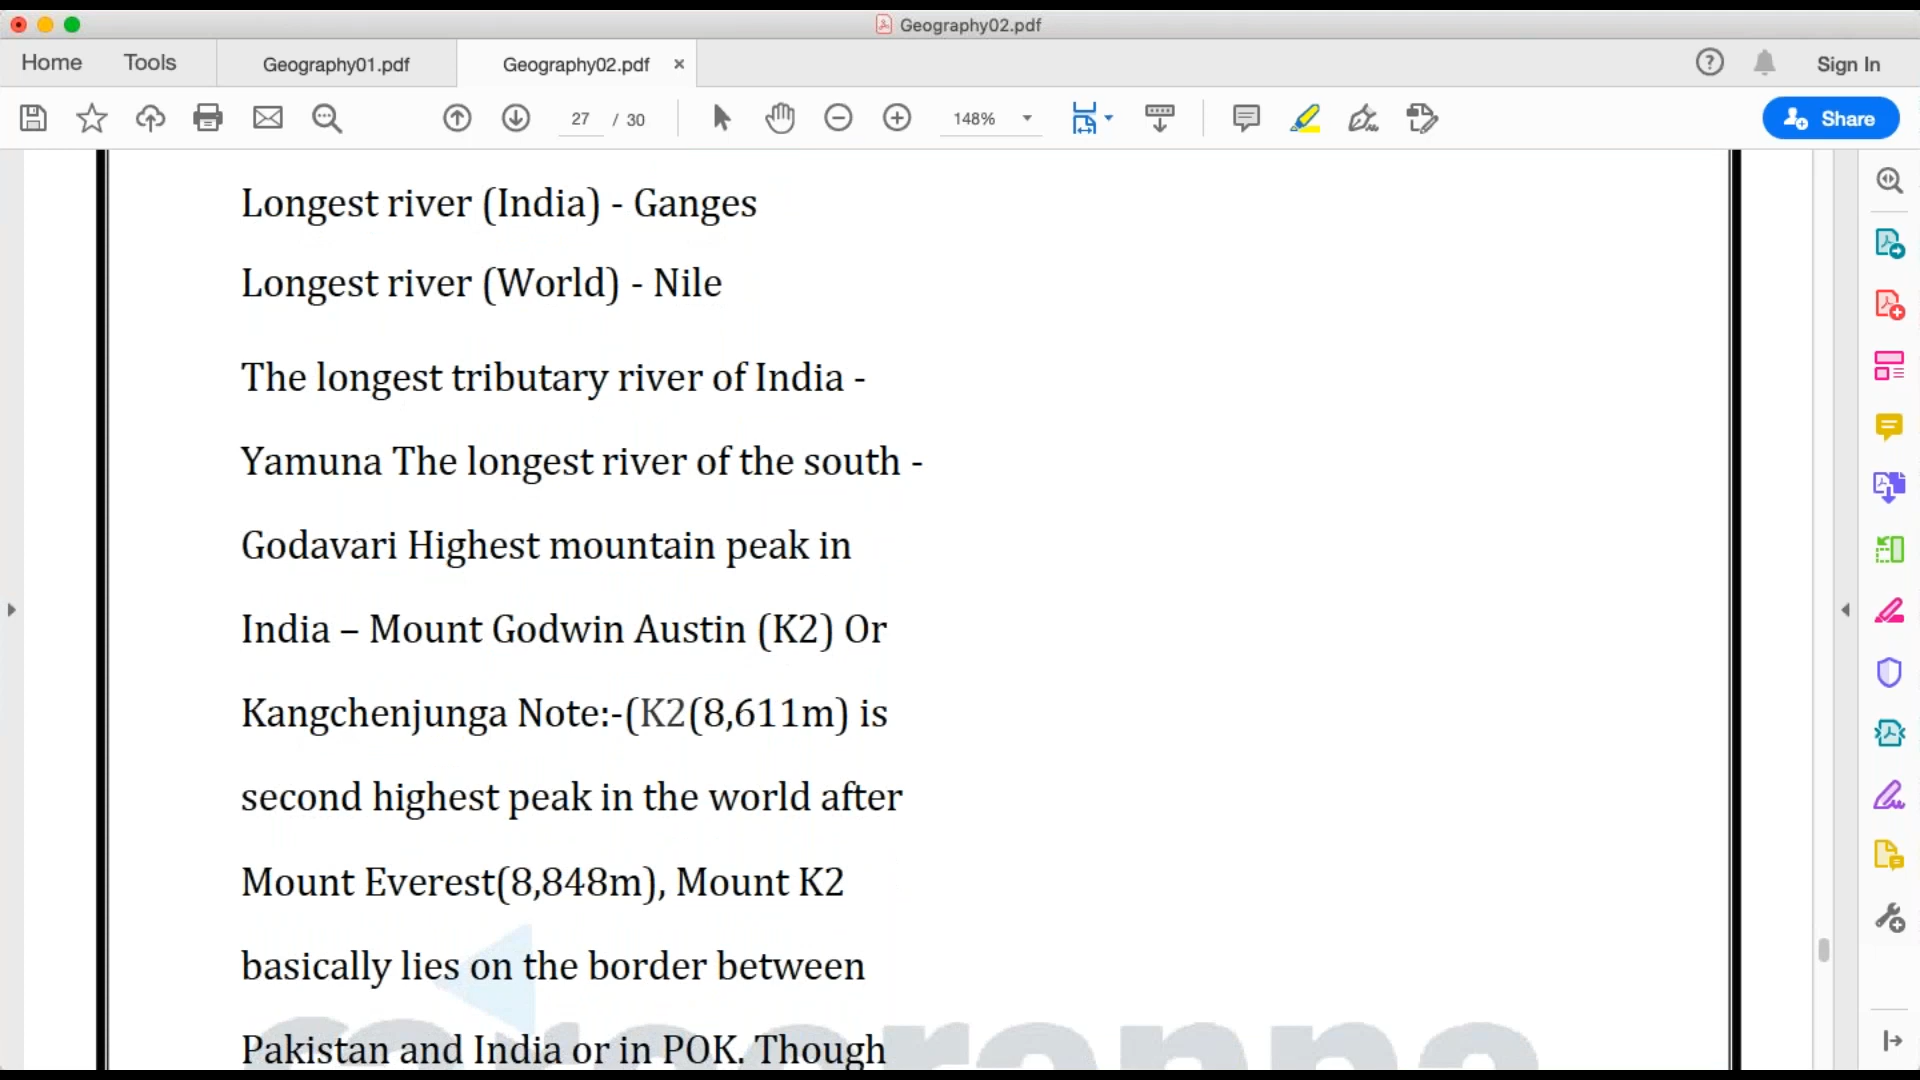 Geography02.pdf
Home Tools Geography01.pdf Geography02.pdf × Sign In
27 / 30 148% Share
Longest river (India) - Ganges
Longest river (World) - Nile
The longest tributary river of India -
Yamuna The longest river of the south -
Godavari Highest mountain peak in
India – Mount Godwin Austin (K2) Or
Kangchenjunga Note:-(K2(8,611m) is
second highest peak in the world after
Mount Everest(8,848m), Mount K2
basically lies on the border between
Pakistan and India or in POK. Though